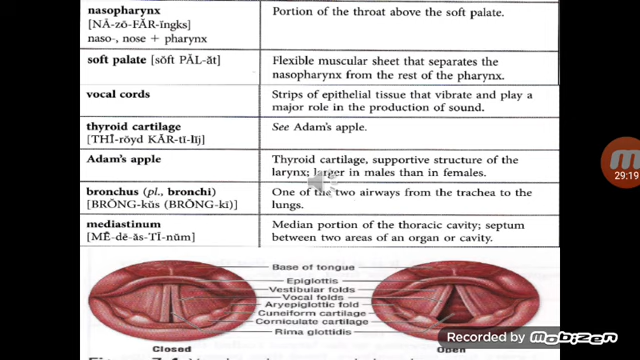 nasopharynx
[NĀ-zō-FĂR-ĭngks]
naso-, nose + pharynx
Portion of the throat above the soft palate.
soft palate [sŏft PĂL-ăt]
Flexible muscular sheet that separates the
nasopharynx from the rest of the pharynx.
vocal cords
Strips of epithelial tissue that vibrate and play a
major role in the production of sound.
thyroid cartilage
[THĪ-rŏyd KĂR-tĭ-lĭj]
See Adam's apple.
Adam's apple
Thyroid cartilage, supportive structure of the
larynx; larger in males than in females.
bronchus (pl., bronchi)
[BRŎNG-kŭs (BRŎNG-kī)]
One of the two airways from the trachea to the
lungs.
mediastinum
[MĒ-dē-ăs-TĪ-nŭm]
Median portion of the thoracic cavity; septum
between two areas of an organ or cavity.
Base of tongue
Epiglottis
Vestibular folds
Vocal folds
Aryepiglottic fold
Cuneiform cartilage
Corniculate cartilage
Rima glottidis
Closed
Open
29:19
Recorded by mobizen